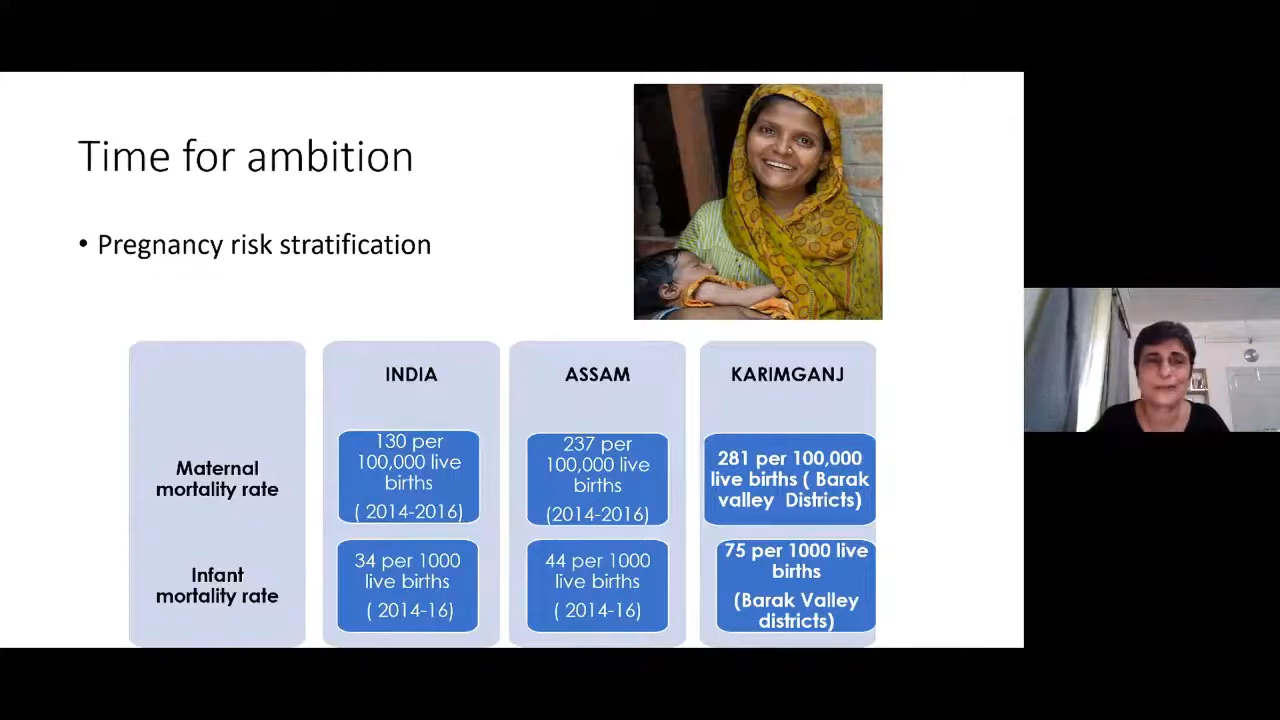 Time for ambition
• Pregnancy risk stratification
INDIA
ASSAM
KARIMGANJ
Maternal
mortality rate
130 per
100,000 live
births
( 2014-2016)
237 per
100,000 live
births
(2014-2016)
281 per 100,000
live births ( Barak
valley Districts)
Infant
mortality rate
34 per 1000
live births
( 2014-16)
44 per 1000
live births
( 2014-16)
75 per 1000 live
births
(Barak Valley
districts)